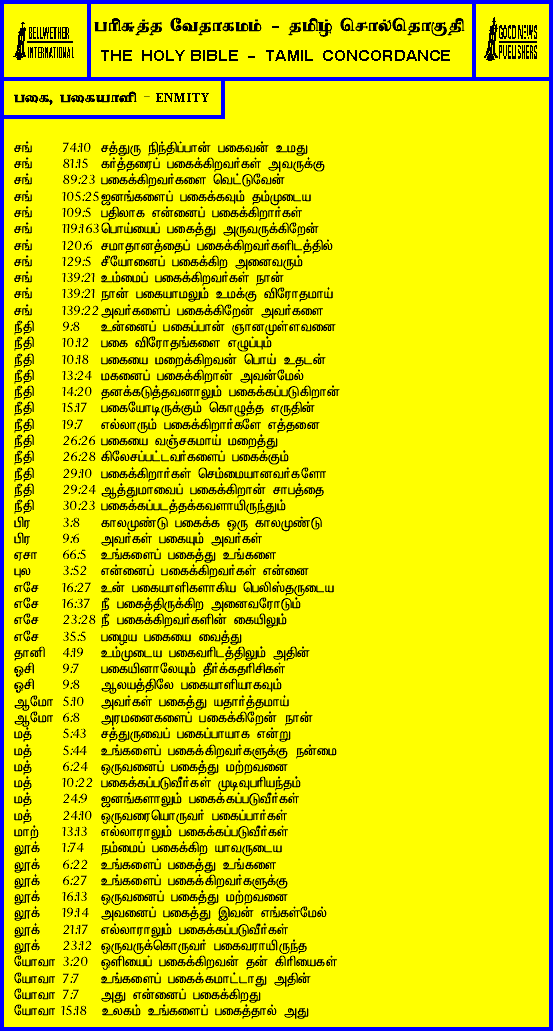 BELLWETHER
INTERNATIONAL
பரிசுத்த வேதாகமம் - தமிழ் சொல்தொகுதி
THE HOLY BIBLE - TAMIL CONCORDANCE
GOOD NEWS
PUBLISHERS
பகை, பகையாளி - ENMITY
சங் 74:10 சத்துரு நிந்திப்பான் பகைவன் உமது
சங் 81:15 கர்த்தரைப் பகைக்கிறவர்கள் அவருக்கு
சங் 89:23 பகைக்கிறவர்களை வெட்டுவேன்
சங் 105:25 ஜனங்களைப் பகைக்கவும் தம்முடைய
சங் 109:5 பதிலாக என்னைப் பகைக்கிறார்கள்
சங் 119:163 பொய்யைப் பகைத்து அருவருக்கிறேன்
சங் 120:6 சமாதானத்தைப் பகைக்கிறவர்களிடத்தில்
சங் 129:5 சீயோனைப் பகைக்கிற அனைவரும்
சங் 139:21 உம்மைப் பகைக்கிறவர்கள் நான்
சங் 139:21 நான் பகையாமலும் உமக்கு விரோதமாய்
சங் 139:22 அவர்களைப் பகைக்கிறேன் அவர்களை
நீதி 9:8 உன்னைப் பகைப்பான் ஞானமுள்ளவனை
நீதி 10:12 பகை விரோதங்களை எழுப்பும்
நீதி 10:18 பகையை மறைக்கிறவன் பொய் உதடன்
நீதி 13:24 மகனைப் பகைக்கிறான் அவன்மேல்
நீதி 14:20 தனக்கடுத்தவனாலும் பகைக்கப்படுகிறான்
நீதி 15:17 பகையோடிருக்கும் கொழுத்த எருதின்
நீதி 19:7 எல்லாரும் பகைக்கிறார்களே எத்தனை
நீதி 26:26 பகையை வஞ்சகமாய் மறைத்து
நீதி 26:28 கிலேசப்பட்டவர்களைப் பகைக்கும்
நீதி 29:10 பகைக்கிறார்கள் செம்மையானவர்களோ
நீதி 29:24 ஆத்துமாவைப் பகைக்கிறான் சாபத்தை
நீதி 30:23 பகைக்கப்படத்தக்கவளாயிருந்தும்
பிர 3:8 காலமுண்டு பகைக்க ஒரு காலமுண்டு
பிர 9:6 அவர்கள் பகையும் அவர்கள்
ஏசா 66:5 உங்களைப் பகைத்து உங்களை
புல 3:52 என்னைப் பகைக்கிறவர்கள் என்னை
எசே 16:27 உன் பகையாளிகளாகிய பெலிஸ்தருடைய
எசே 16:37 நீ பகைத்திருக்கிற அனைவரோடும்
எசே 23:28 நீ பகைக்கிறவர்களின் கையிலும்
எசே 35:5 பழைய பகையை வைத்து
தானி 4:19 உம்முடைய பகைவரிடத்திலும் அதின்
ஓசி 9:7 பகையினாலேயும் தீர்க்கதரிசிகள்
ஓசி 9:8 ஆலயத்திலே பகையாளியாகவும்
ஆமோ 5:10 அவர்கள் பகைத்து யதார்த்தமாய்
ஆமோ 6:8 அரமனைகளைப் பகைக்கிறேன் நான்
மத் 5:43 சத்துருவைப் பகைப்பாயாக என்று
மத் 5:44 உங்களைப் பகைக்கிறவர்களுக்கு நன்மை
மத் 6:24 ஒருவனைப் பகைத்து மற்றவனை
மத் 10:22 பகைக்கப்படுவீர்கள் முடிவுபரியந்தம்
மத் 24:9 ஜனங்களாலும் பகைக்கப்படுவீர்கள்
மத் 24:10 ஒருவரையொருவர் பகைப்பார்கள்
மாற் 13:13 எல்லாராலும் பகைக்கப்படுவீர்கள்
லூக் 1:74 நம்மைப் பகைக்கிற யாவருடைய
லூக் 6:22 உங்களைப் பகைத்து உங்களை
லூக் 6:27 உங்களைப் பகைக்கிறவர்களுக்கு
லூக் 16:13 ஒருவனைப் பகைத்து மற்றவனை
லூக் 19:14 அவனைப் பகைத்து இவன் எங்கள்மேல்
லூக் 21:17 எல்லாராலும் பகைக்கப்படுவீர்கள்
லூக் 23:12 ஒருவருக்கொருவர் பகைவராயிருந்த
யோவா 3:20 ஒளியைப் பகைக்கிறவன் தன் கிரியைகள்
யோவா 7:7 உங்களைப் பகைக்கமாட்டாது அதின்
யோவா 7:7 அது என்னைப் பகைக்கிறது
யோவா 15:18 உலகம் உங்களைப் பகைத்தால் அது